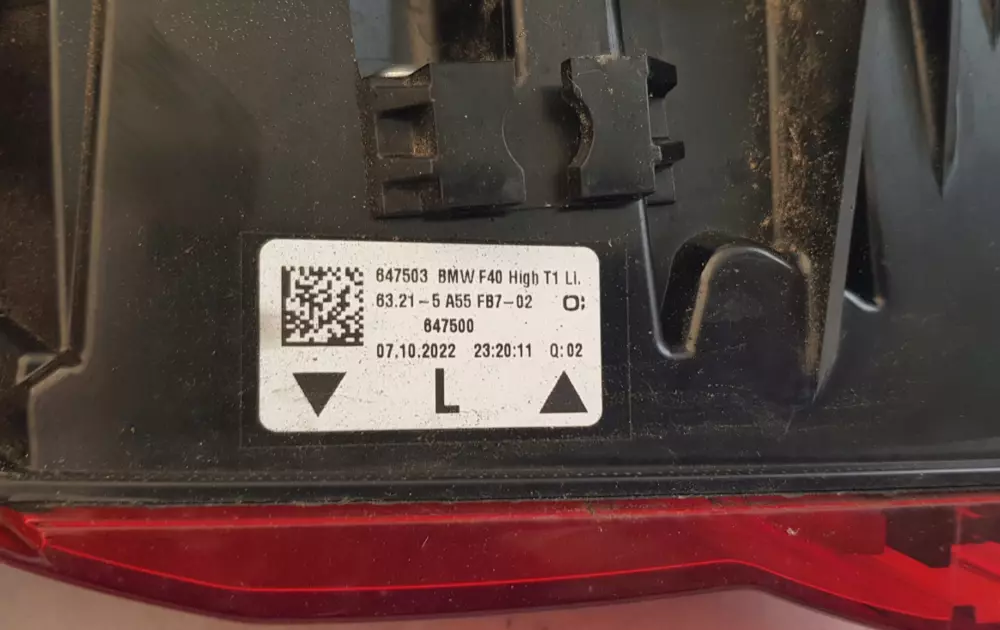 647503 BMW F40 High T1 Li.
63.21-5 A55 FB7-02 O;
647500
07.10.2022 23:20:11 Q:02
L